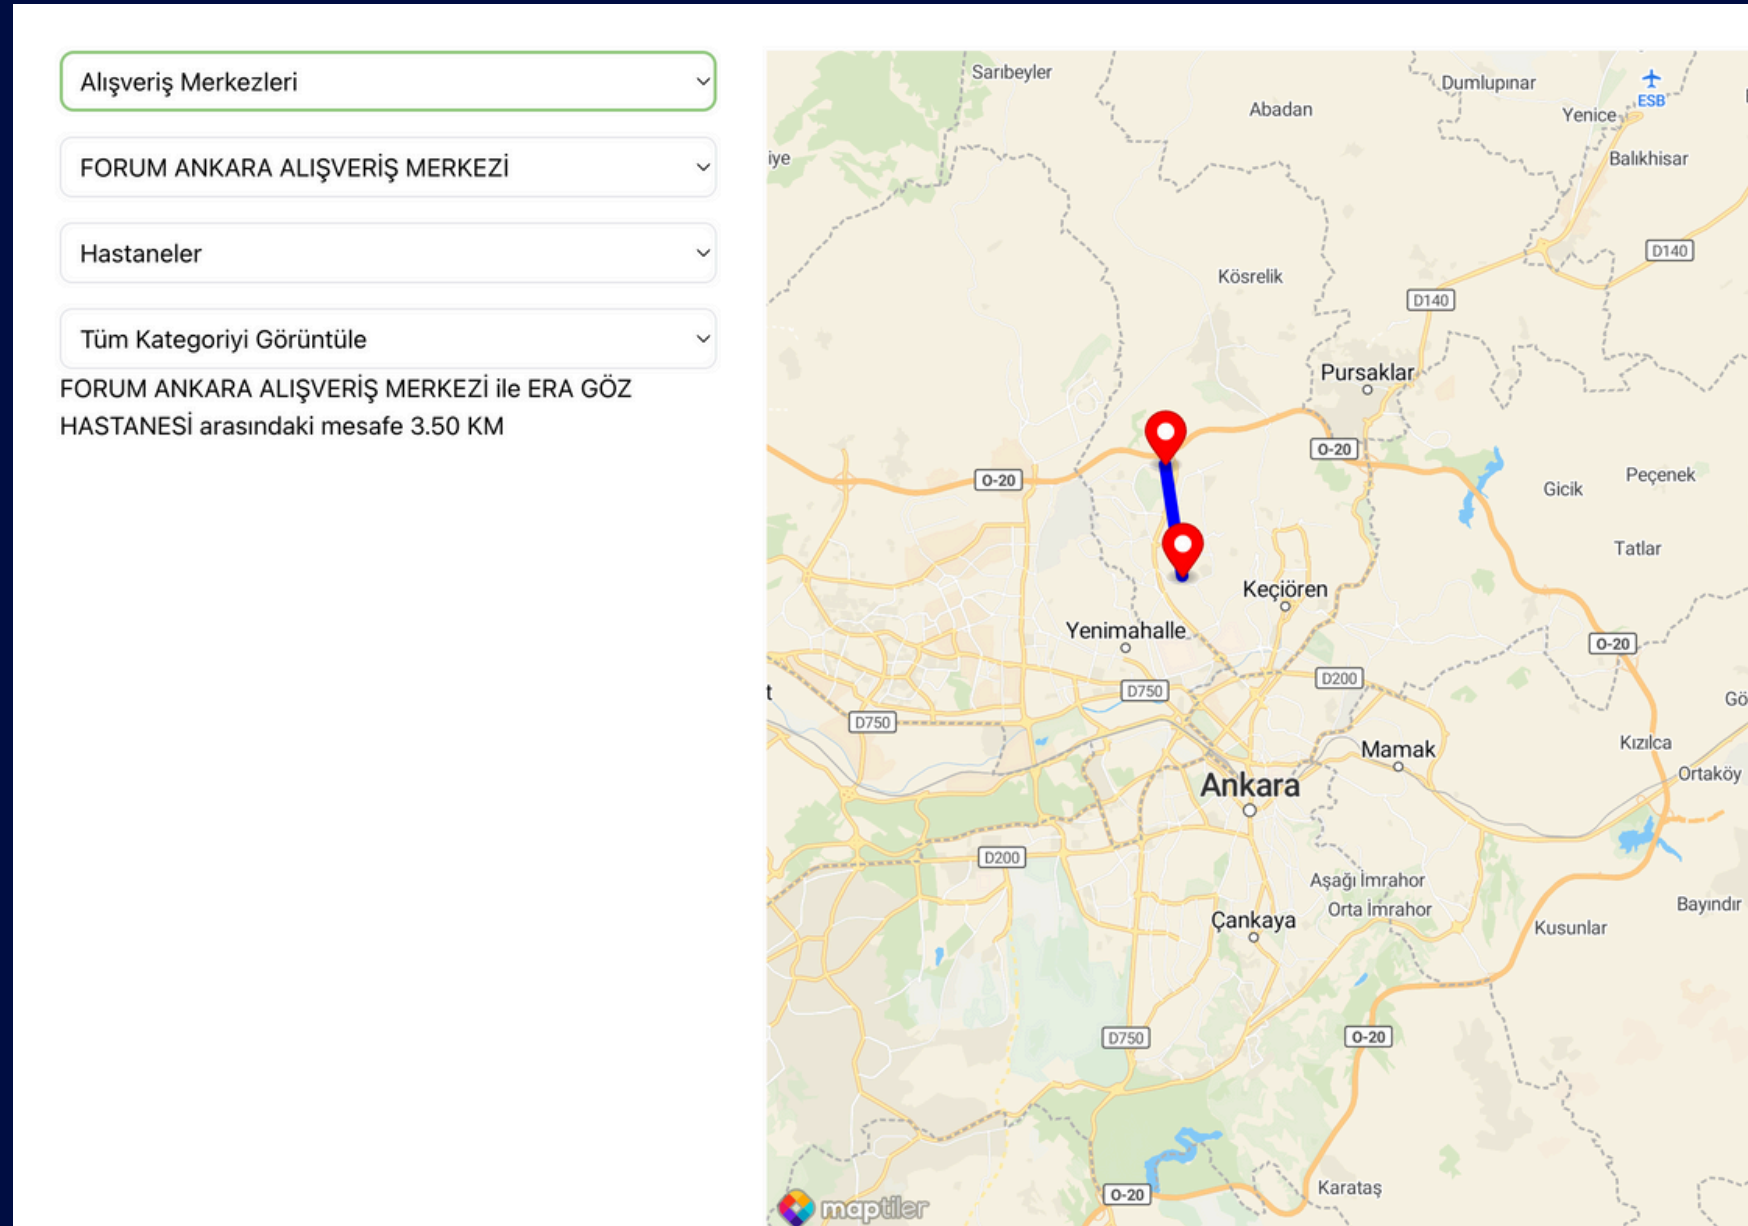 Alışveriş Merkezleri
FORUM ANKARA ALIŞVERİŞ MERKEZİ
Hastaneler
Tüm Kategoriyi Görüntüle
FORUM ANKARA ALIŞVERİŞ MERKEZİ ile ERA GÖZ
HASTANESİ arasındaki mesafe 3.50 KM
Sarıbeyler
Dumlupınar
ESB
Abadan
Yenice
iye
Balıkhisar
D140
Kösrelik
D140
Pursaklar
O-20
O-20
Gicik
Peçenek
Tatlar
Keçiören
Yenimahalle
O-20
D200
D750
t
D750
Gö
Kızılca
Mamak
Ortaköy
Ankara
D200
Aşağı İmrahor
Orta İmrahor
Bayındır
Çankaya
Kusunlar
D750
O-20
Karataş
O-20
maptiler